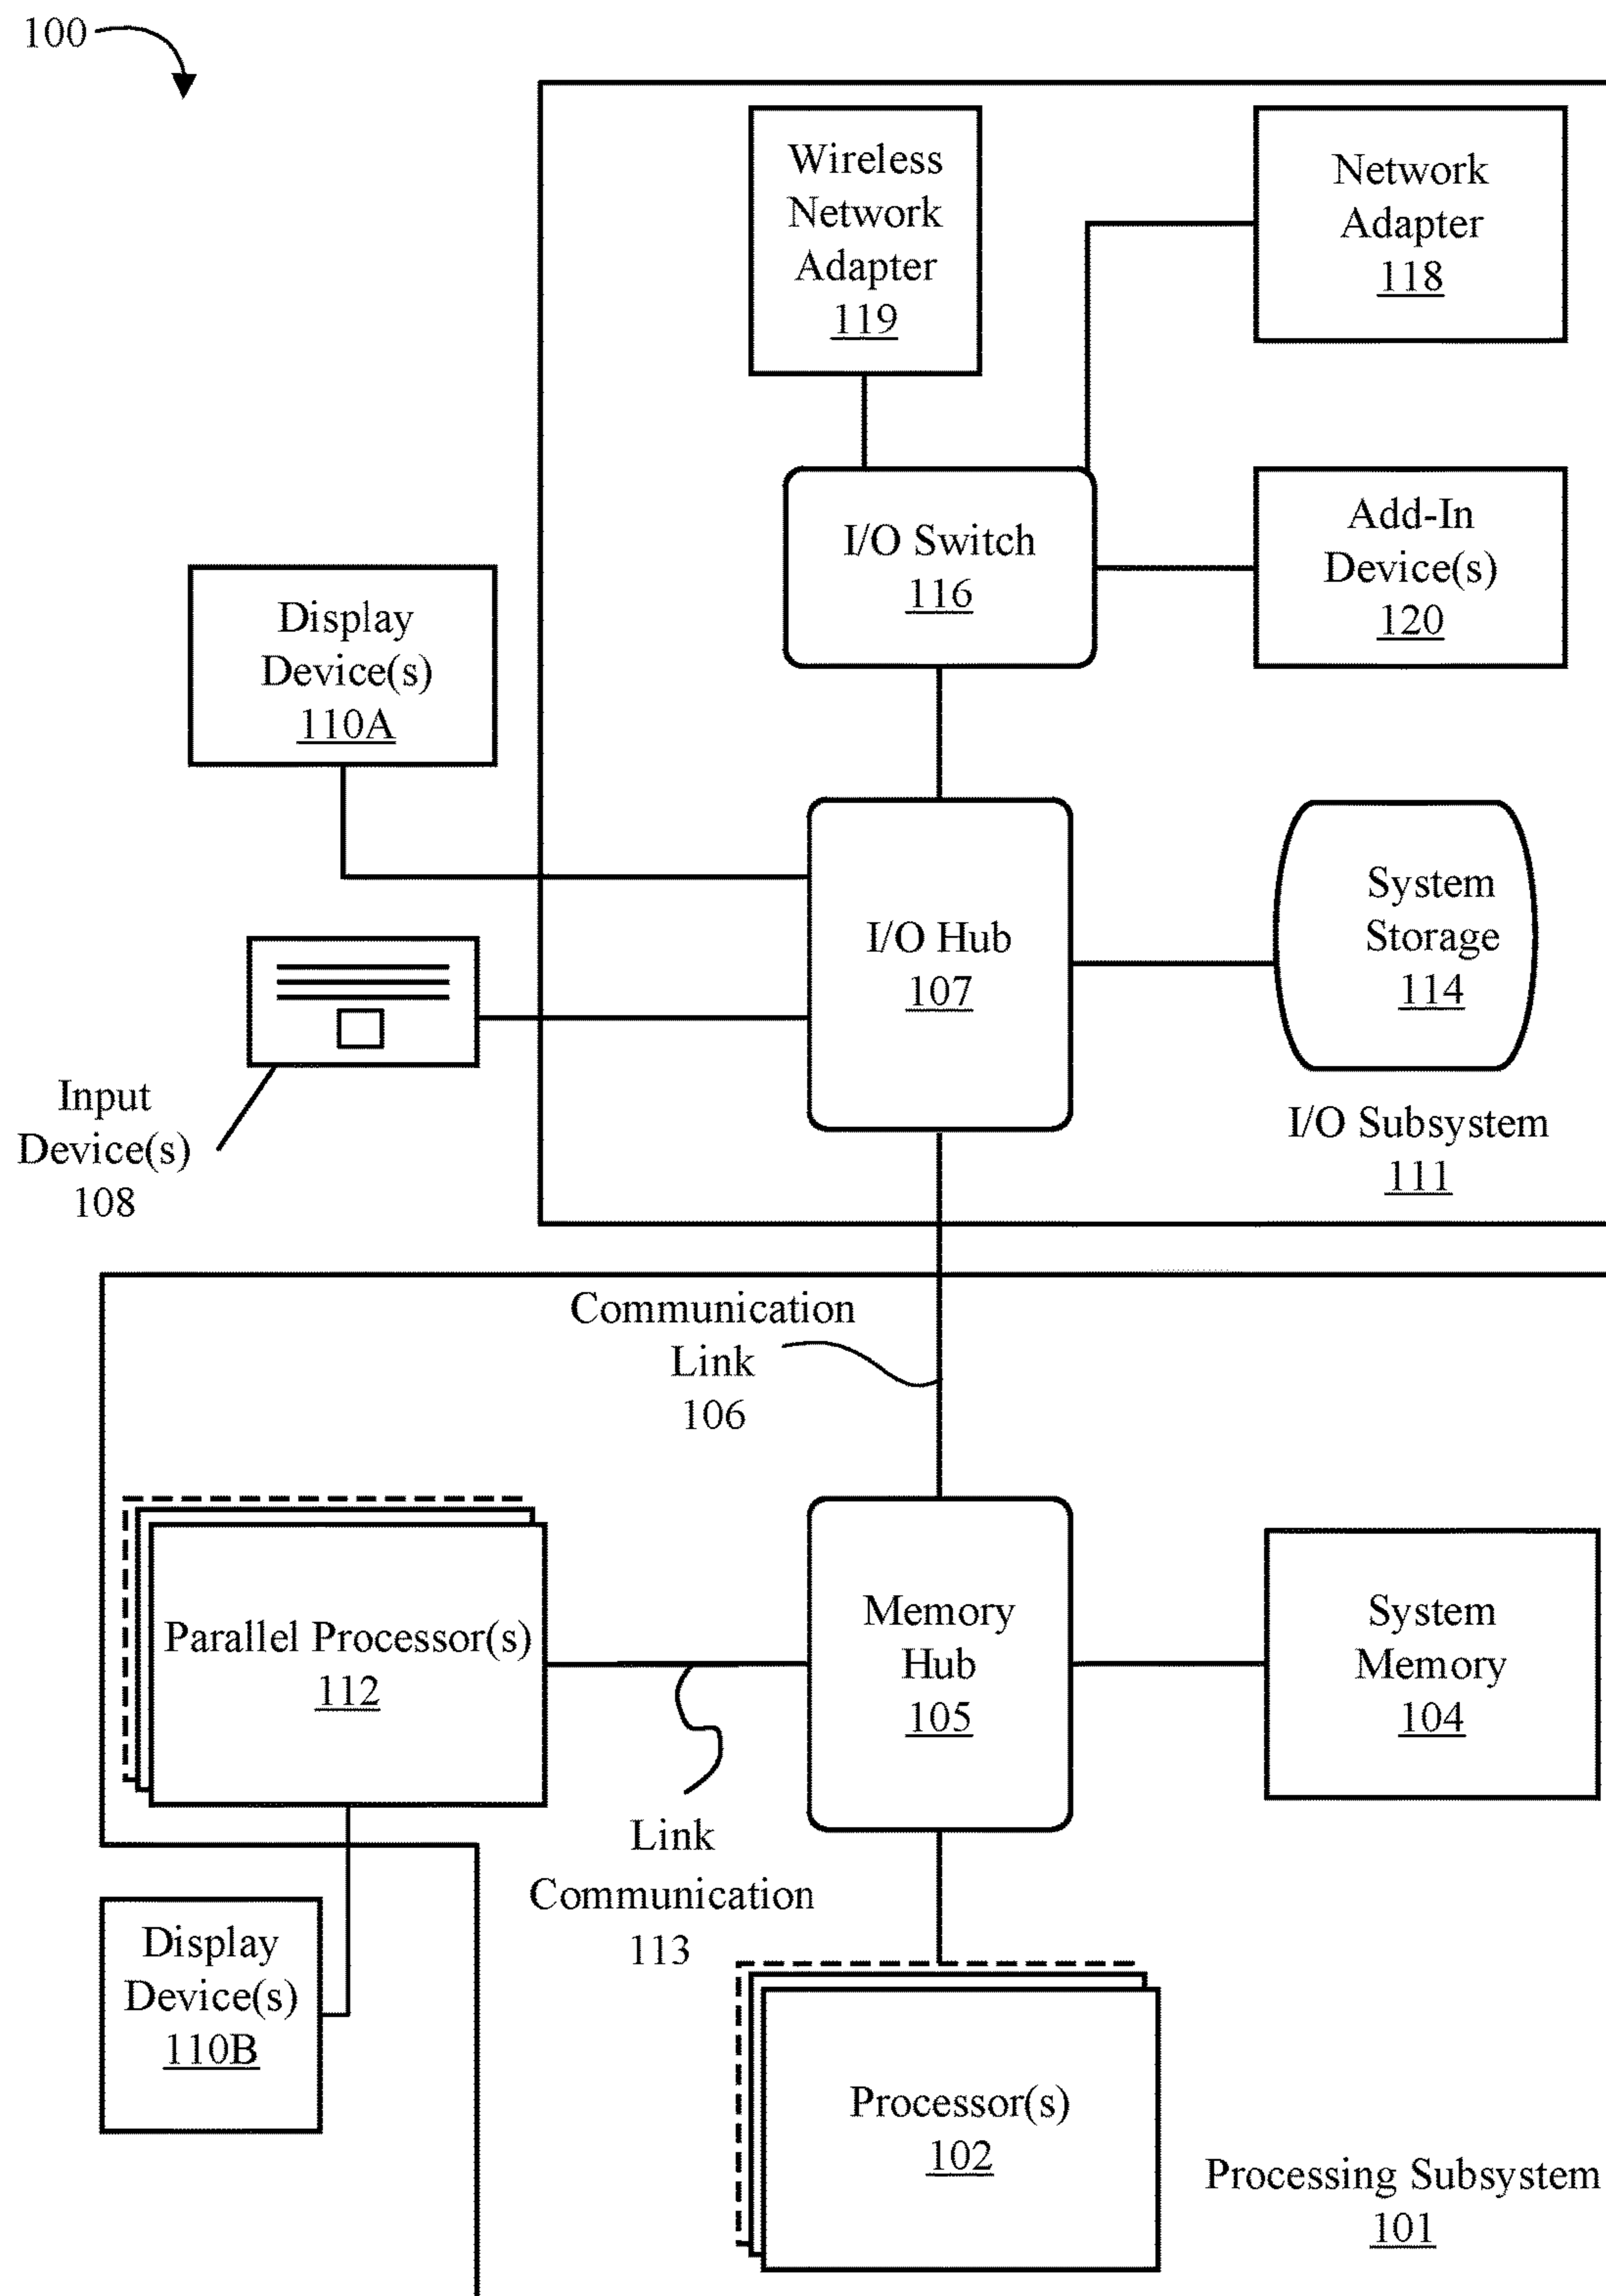 100
Wireless
Network
Adapter
119
Network
Adapter
118
I/O Switch
116
Add-In
Device(s)
120
Display
Device(s)
110A
I/O Hub
107
System
Storage
114
Input
Device(s)
108
I/O Subsystem
111
Communication
Link
106
Parallel Processor(s)
112
Memory
Hub
105
System
Memory
104
Link
Communication
113
Display
Device(s)
110B
Processor(s)
102
Processing Subsystem
101